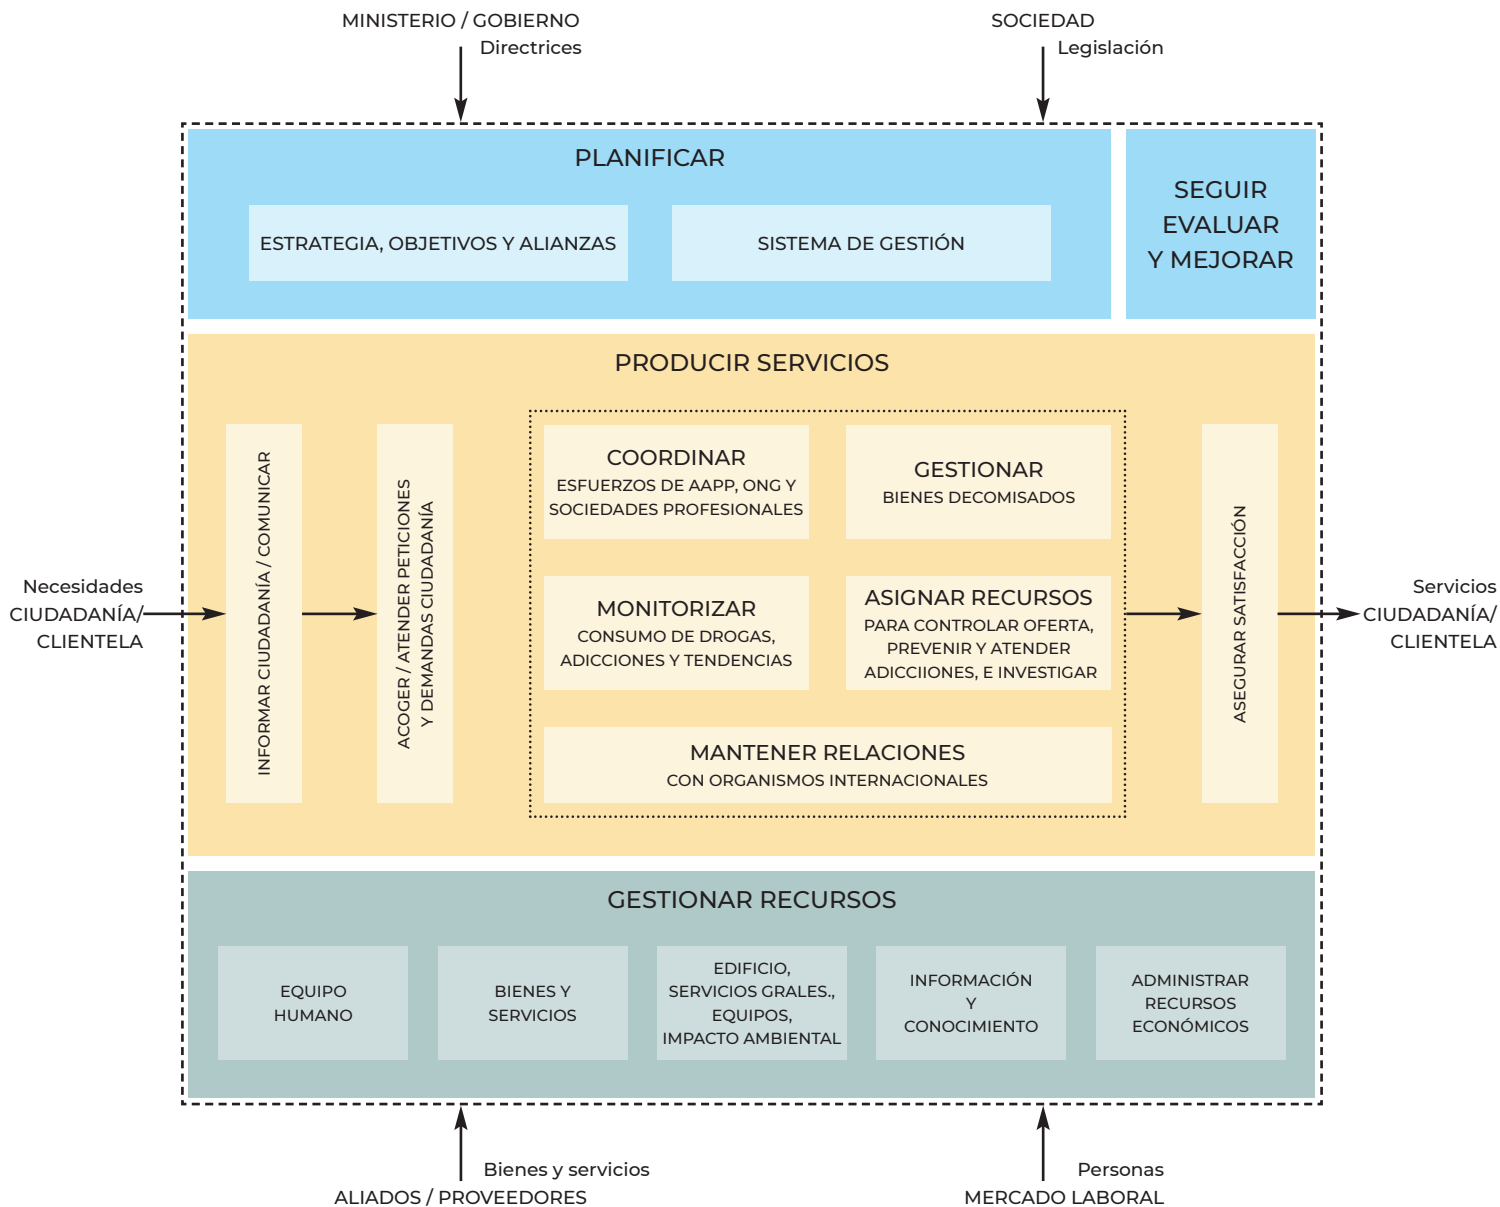 MINISTERIO / GOBIERNO
Directrices
SOCIEDAD
Legislación
PLANIFICAR
ESTRATEGIA, OBJETIVOS Y ALIANZAS
SISTEMA DE GESTIÓN
SEGUIR
EVALUAR
Y MEJORAR
PRODUCIR SERVICIOS
Necesidades
CIUDADANÍA/
CLIENTELA
INFORMAR CIUDADANÍA / COMUNICAR
ACOGER / ATENDER PETICIONES
Y DEMANDAS CIUDADANÍA
COORDINAR
ESFUERZOS DE AAPP, ONG Y
SOCIEDADES PROFESIONALES
GESTIONAR
BIENES DECOMISADOS
MONITORIZAR
CONSUMO DE DROGAS,
ADICCIONES Y TENDENCIAS
ASIGNAR RECURSOS
PARA CONTROLAR OFERTA,
PREVENIR Y ATENDER
ADICCIIONES, E INVESTIGAR
MANTENER RELACIONES
CON ORGANISMOS INTERNACIONALES
ASEGURAR SATISFACCIÓN
Servicios
CIUDADANÍA/
CLIENTELA
GESTIONAR RECURSOS
EQUIPO
HUMANO
BIENES Y
SERVICIOS
EDIFICIO,
SERVICIOS GRALES.,
EQUIPOS,
IMPACTO AMBIENTAL
INFORMACIÓN
Y
CONOCIMIENTO
ADMINISTRAR
RECURSOS
ECONÓMICOS
Bienes y servicios
ALIADOS / PROVEEDORES
Personas
MERCADO LABORAL